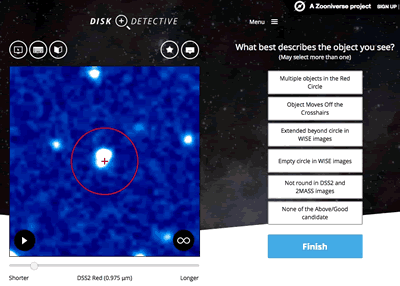 A Zooniverse project
SIGN UP
DISK DETECTIVE
Menu
What best describes the object you see?
(May select more than one)
Multiple objects in the Red
Circle
Object Moves Off the
Crosshairs
Extended beyond circle in
WISE images
Empty circle in WISE images
Not round in DSS2 and
2MASS images
None of the Above/Good
candidate
Finish
Shorter
DSS2 Red (0.975 µm)
Longer